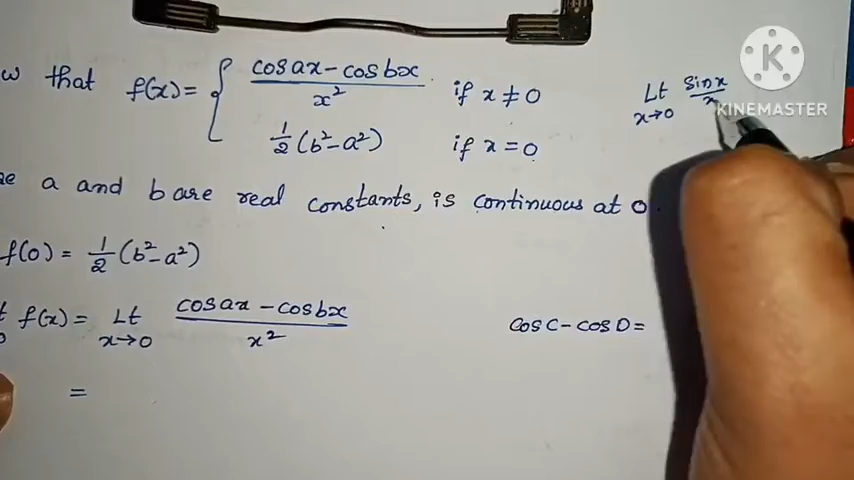 that f(x) = { (cos ax - cos bx)/x² if x ≠ 0
½(b² - a²) if x = 0
Lt x→0 sin x/x
K
KINEMASTER
a and b are real constants, is continuous at 0.
f(0) = ½(b² - a²)
f(x) = Lt x→0 (cos ax - cos bx)/x²
cos C - cos D =
=